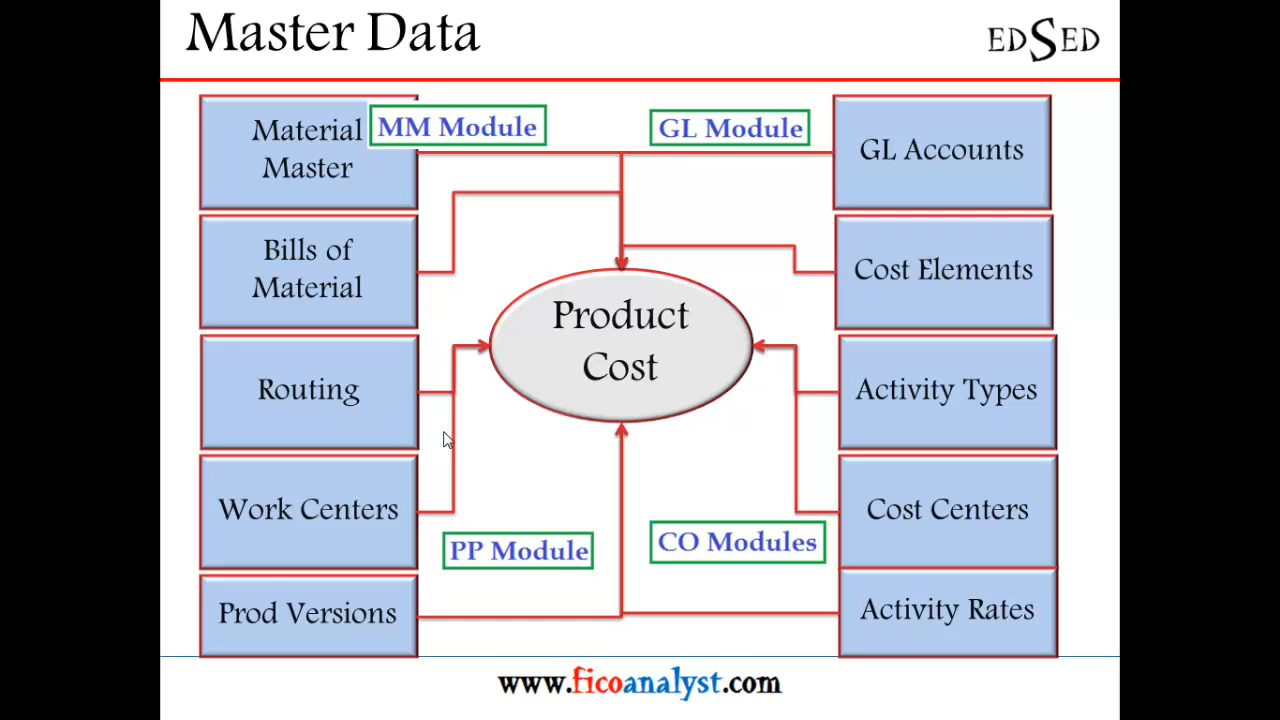 Master Data
EDSED
Material
Master
MM Module
GL Module
GL Accounts
Bills of
Material
Cost Elements
Product
Cost
Routing
Activity Types
Work Centers
Cost Centers
PP Module
CO Modules
Prod Versions
Activity Rates
www.ficoanalyst.com